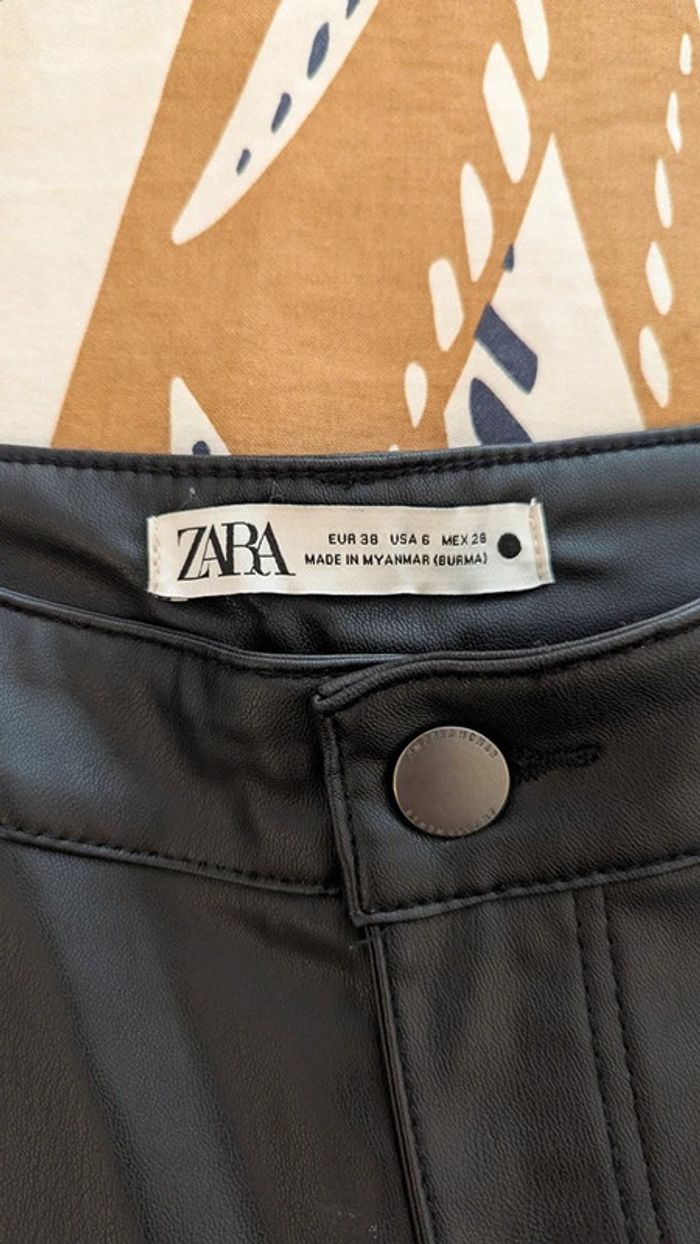 ZARA
EUR 38 USA 6 MEX 28
MADE IN MYANMAR (BURMA)